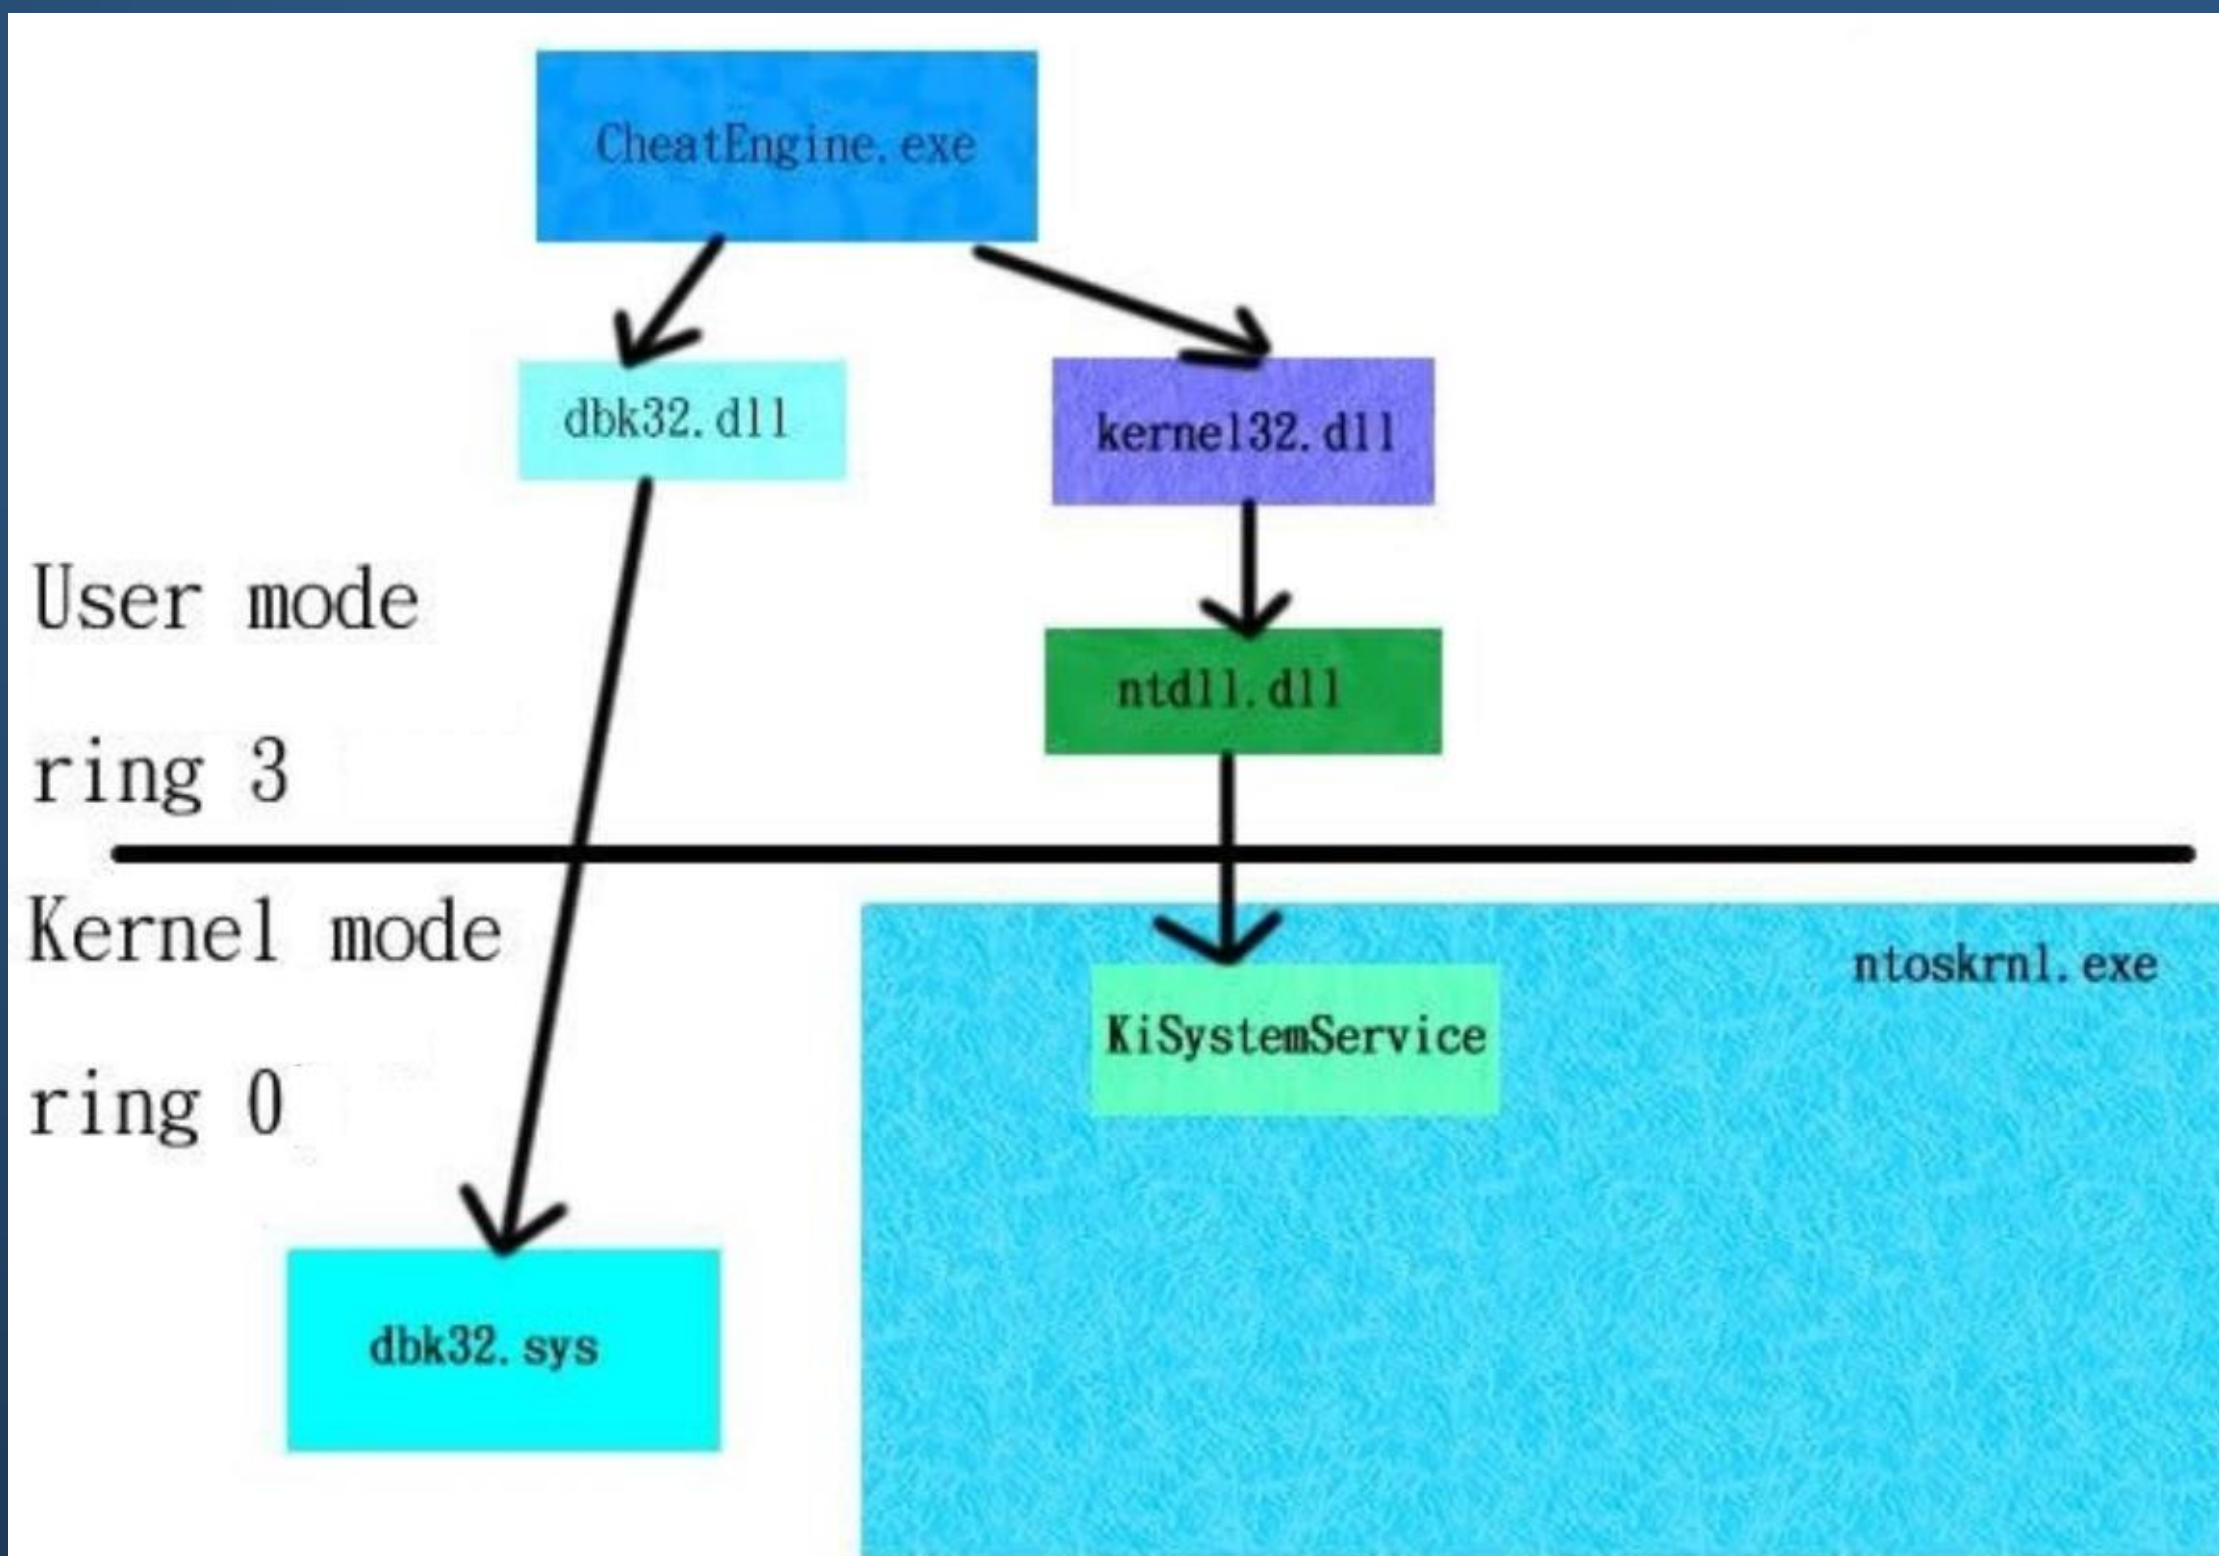 CheatEngine.exe
dbk32.dll
kernel32.dll
User mode
ntdll.dll
ring 3
Kernel mode
ntoskrnl.exe
KiSystemService
ring 0
dbk32.sys